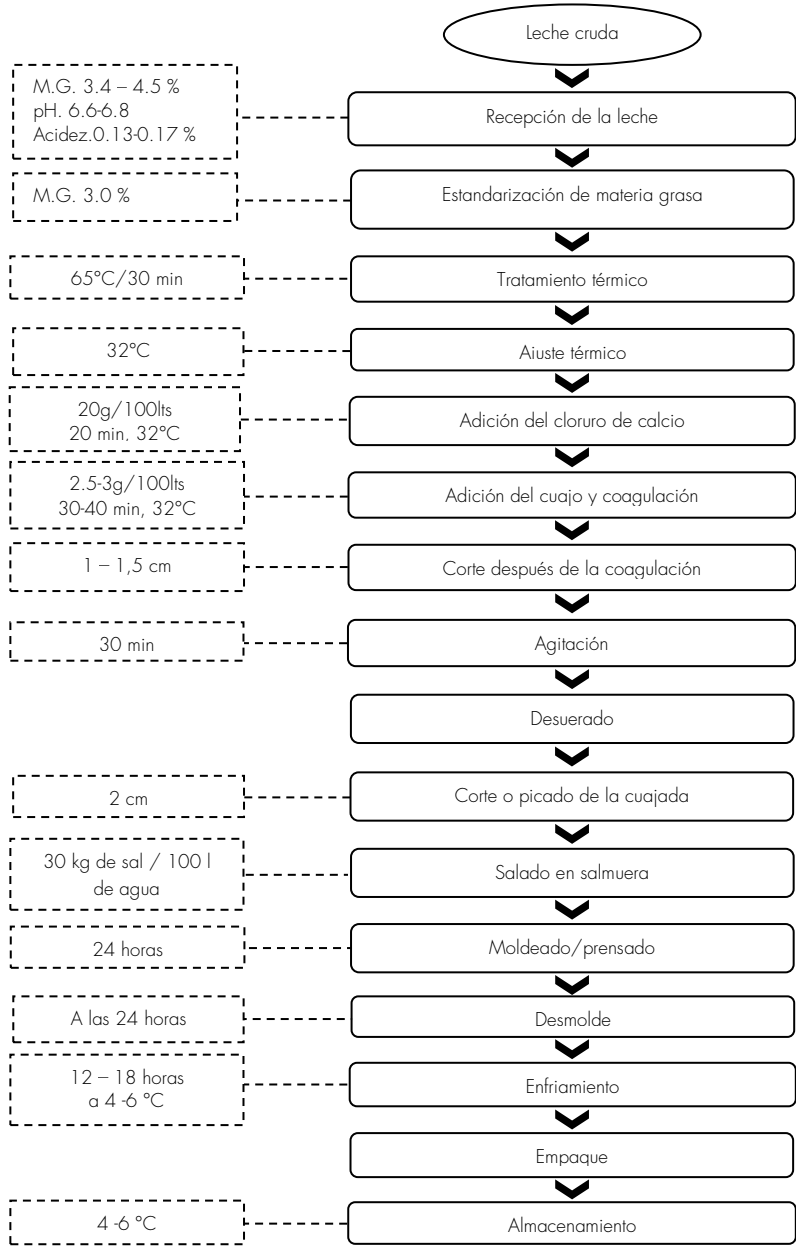 Leche cruda
M.G. 3.4 – 4.5 %
pH. 6.6-6.8
Acidez.0.13-0.17 %
Recepción de la leche
M.G. 3.0 %
Estandarización de materia grasa
65°C/30 min
Tratamiento térmico
32°C
Ajuste térmico
20g/100lts
20 min, 32°C
Adición del cloruro de calcio
2.5-3g/100lts
30-40 min, 32°C
Adición del cuajo y coagulación
1 – 1,5 cm
Corte después de la coagulación
30 min
Agitación
Desuerado
2 cm
Corte o picado de la cuajada
30 kg de sal / 100 l
de agua
Salado en salmuera
24 horas
Moldeado/prensado
A las 24 horas
Desmolde
12 – 18 horas
a 4 -6 °C
Enfriamiento
Empaque
4 -6 °C
Almacenamiento